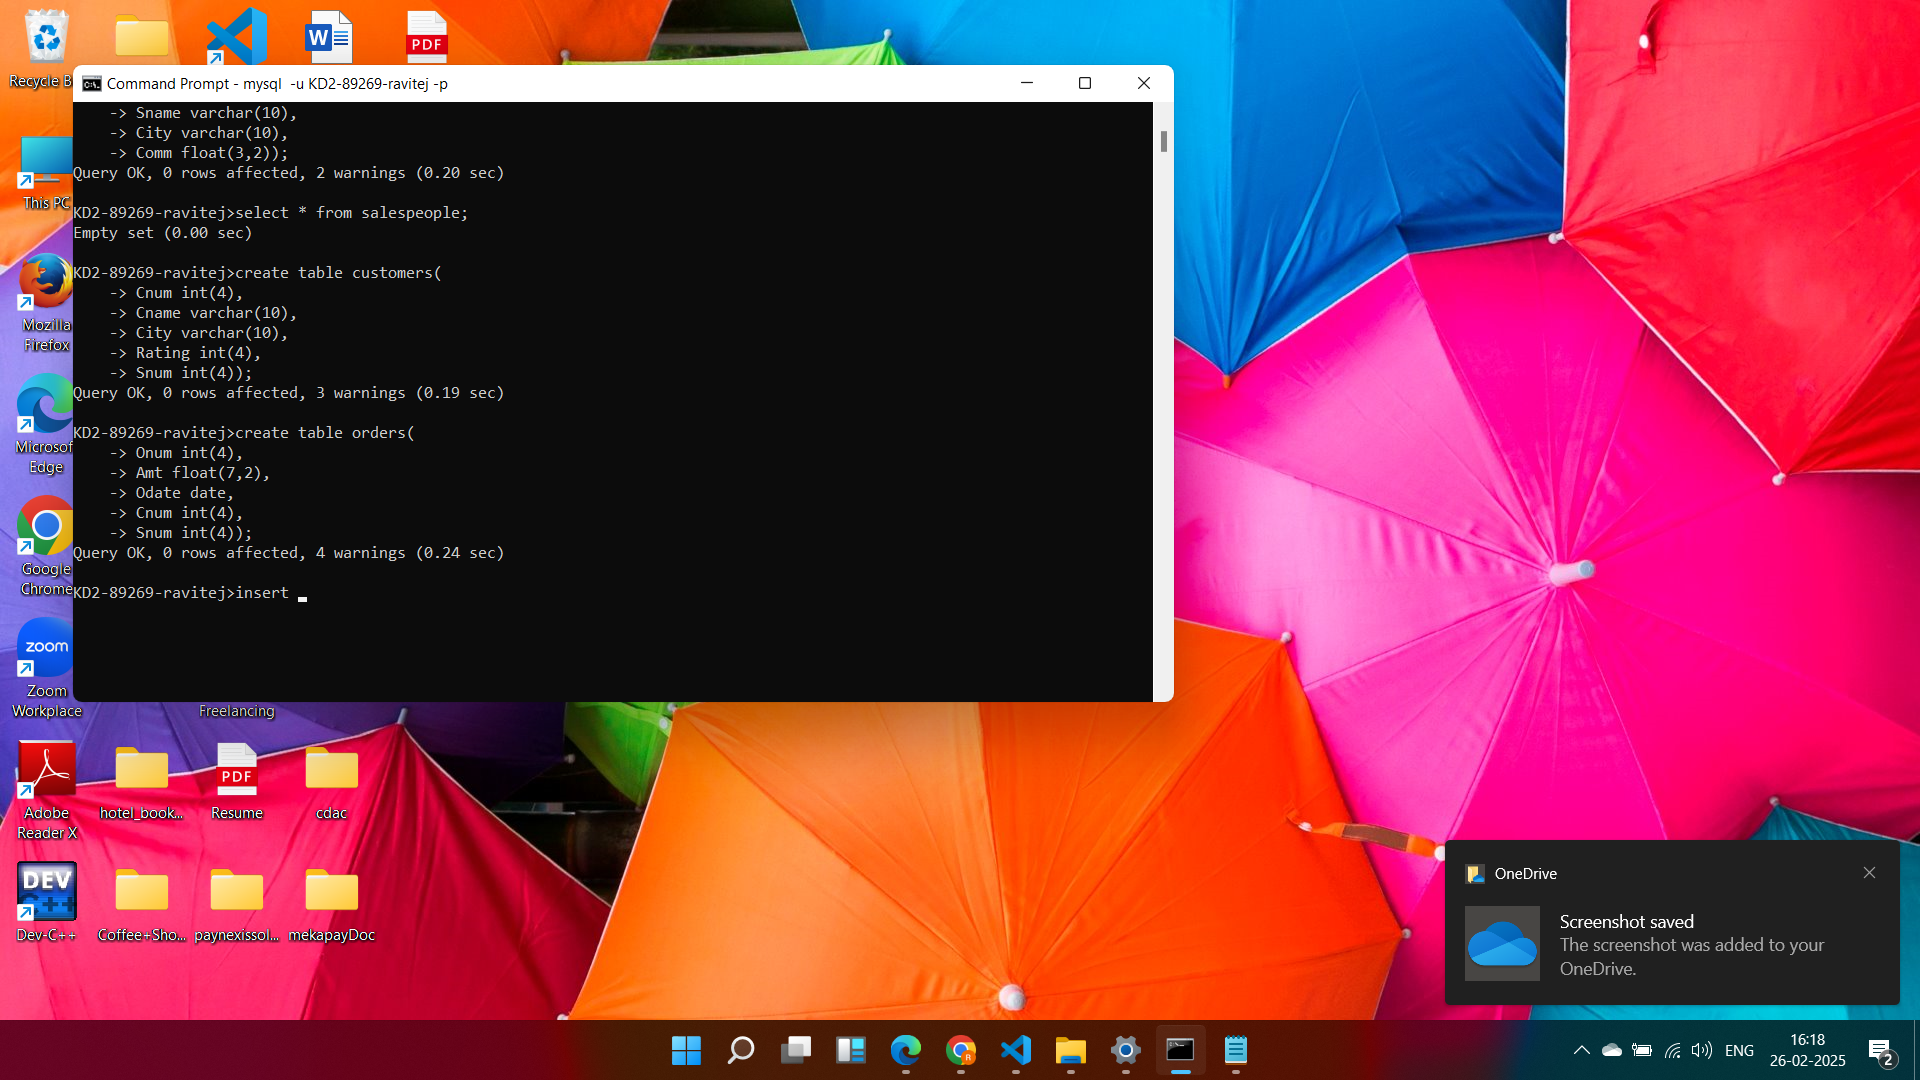 Recycle B
W
PDF
Command Prompt - mysql  -u KD2-89269-ravitej -p
    -> Sname varchar(10),
    -> City varchar(10),
    -> Comm float(3,2));
Query OK, 0 rows affected, 2 warnings (0.20 sec)
KD2-89269-ravitej>select * from salespeople;
Empty set (0.00 sec)
KD2-89269-ravitej>create table customers(
    -> Cnum int(4),
    -> Cname varchar(10),
    -> City varchar(10),
    -> Rating int(4),
    -> Snum int(4));
Query OK, 0 rows affected, 3 warnings (0.19 sec)
KD2-89269-ravitej>create table orders(
    -> Onum int(4),
    -> Amt float(7,2),
    -> Odate date,
    -> Cnum int(4),
    -> Snum int(4));
Query OK, 0 rows affected, 4 warnings (0.24 sec)
KD2-89269-ravitej>insert
This PC
Mozilla
Firefox
Microsof
Edge
Google
Chrome
zoom
Zoom
Workplace
Freelancing
Adobe
Reader X
hotel_book...
PDF
Resume
cdac
DEV
C++
Dev-C++
Coffee+Sho...
paynexissol...
mekapayDoc
OneDrive
Screenshot saved
The screenshot was added to your
OneDrive.
R
ENG
16:18
26-02-2025
2